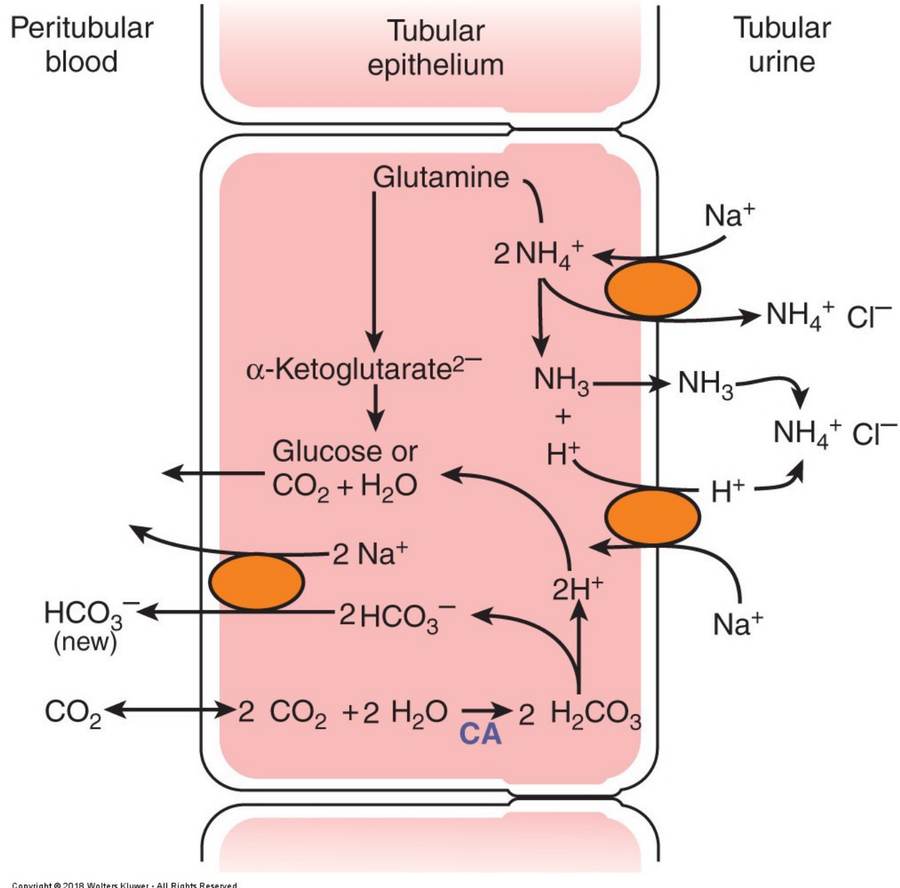 Peritubular
blood
Tubular
epithelium
Tubular
urine
Glutamine
Na⁺
2 NH₄⁺
NH₄⁺ Cl⁻
α-Ketoglutarate²⁻
NH₃
NH₃
+
NH₄⁺ Cl⁻
Glucose or
H⁺
CO₂ + H₂O
H⁺
2 Na⁺
2H⁺
HCO₃⁻
(new)
2HCO₃⁻
Na⁺
CO₂
2 CO₂ +2 H₂O
CA
2 H₂CO₃
Copyright © 2018 Wolters Kluwer - All Rights Reserved